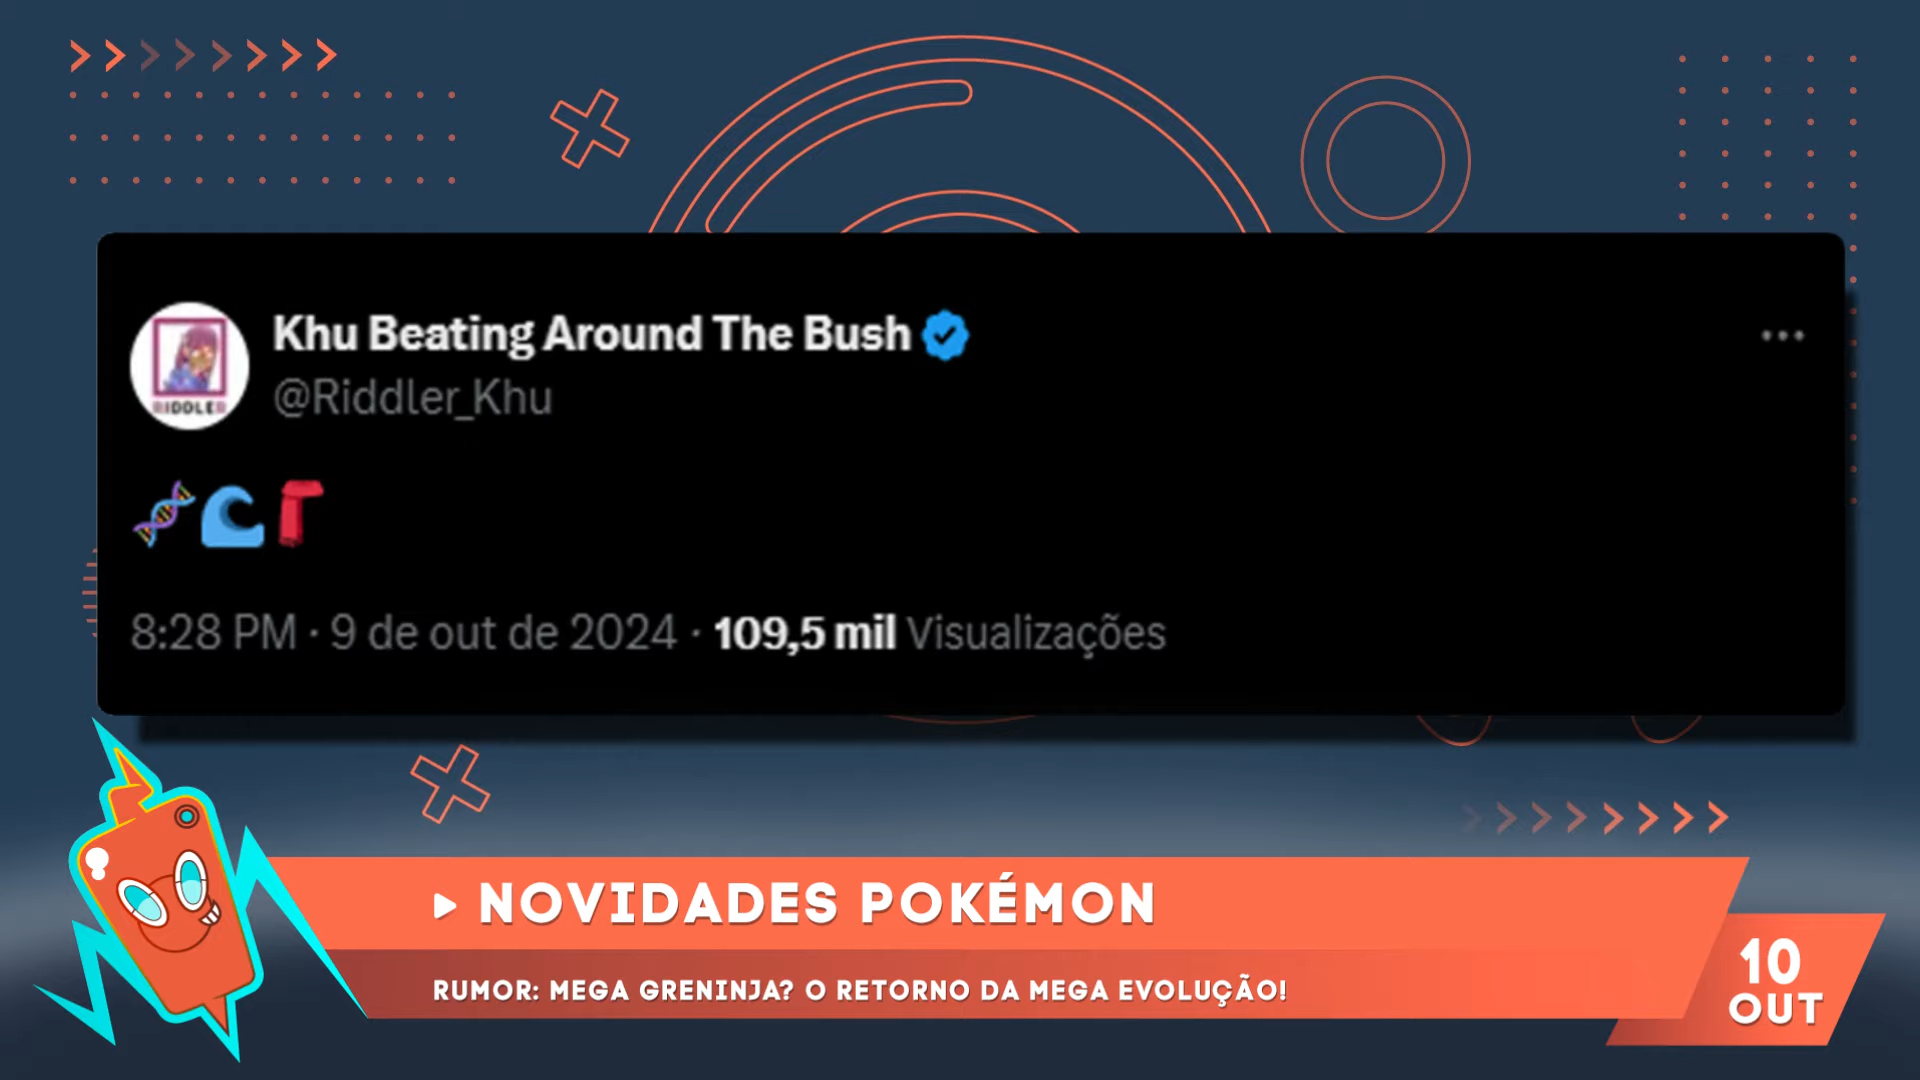 Khu Beating Around The Bush
@Riddler_Khu
RIDDLER
🧬🌊🧣
8:28 PM · 9 de out de 2024 · 109,5 mil Visualizações
NOVIDADES POKÉMON
RUMOR: MEGA GRENINJA? O RETORNO DA MEGA EVOLUÇÃO!
10
OUT